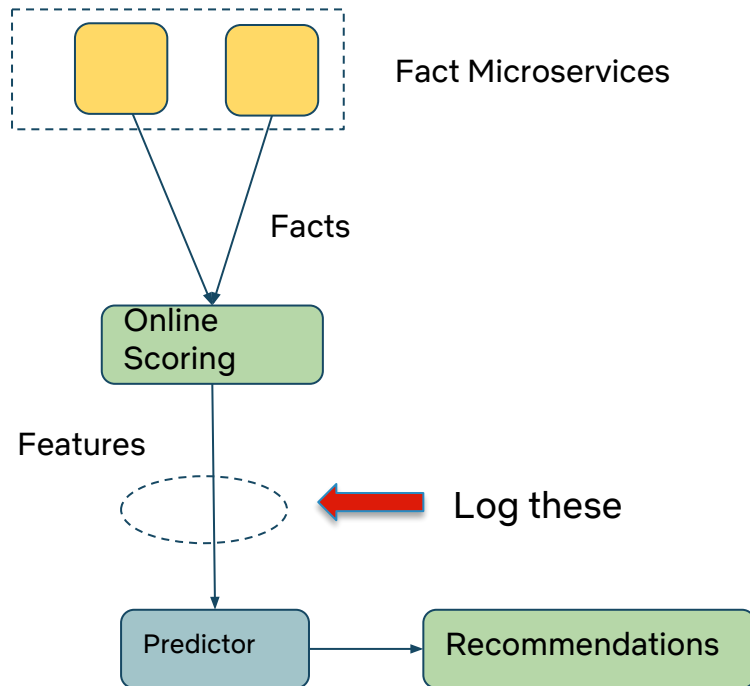 Fact Microservices
Facts
Online
Scoring
Features
Log these
Predictor
Recommendations